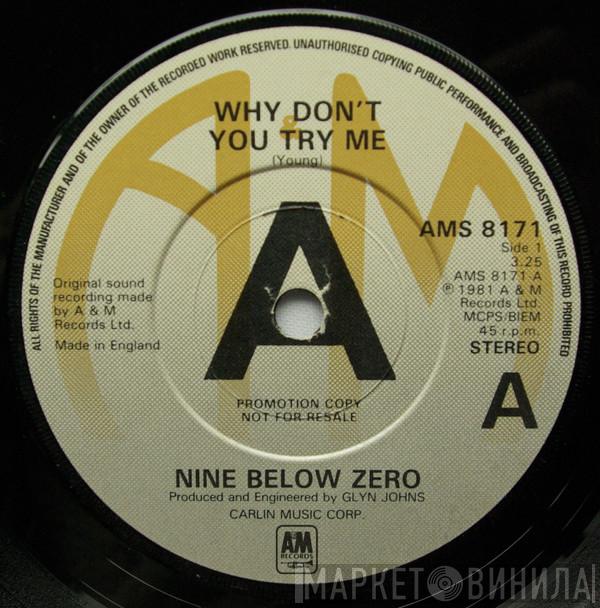 ALL RIGHTS OF THE MANUFACTURER AND OF THE OWNER OF THE RECORDED WORK RESERVED. UNAUTHORISED COPYING PUBLIC PERFORMANCE AND BROADCASTING OF THIS RECORD PROHIBITED
A&M
WHY DON'T
YOU TRY ME
(Young)
A
AMS 8171
Side 1
3.25
AMS 8171 A
℗ 1981 A & M
Records Ltd.
MCPS/BIEM
45 r.p.m.
STEREO
A
Original sound
recording made
by A & M
Records Ltd.
Made in England
PROMOTION COPY
NOT FOR RESALE
NINE BELOW ZERO
Produced and Engineered by GLYN JOHNS
CARLIN MUSIC CORP.
A&M
RECORDS
МАРКЕТ ВИНИЛА